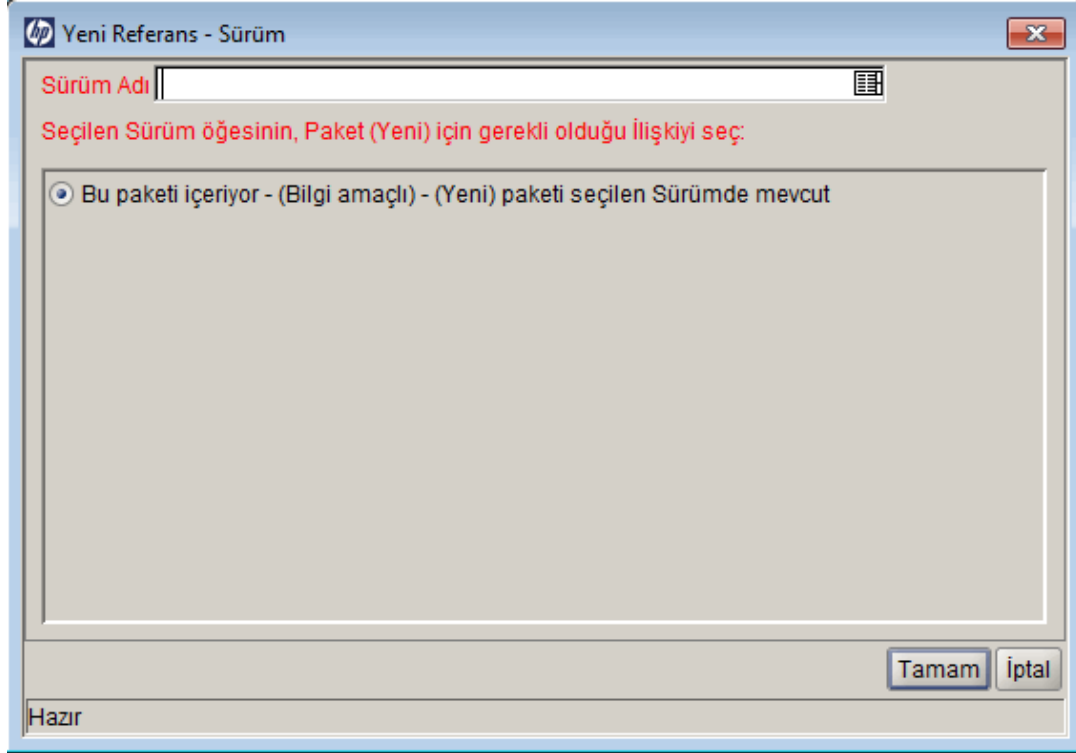 hp Yeni Referans - Sürüm
Sürüm Adı
Seçilen Sürüm öğesinin, Paket (Yeni) için gerekli olduğu İlişkiyi seç:
Bu paketi içeriyor - (Bilgi amaçlı) - (Yeni) paketi seçilen Sürümde mevcut
Tamam İptal
Hazır